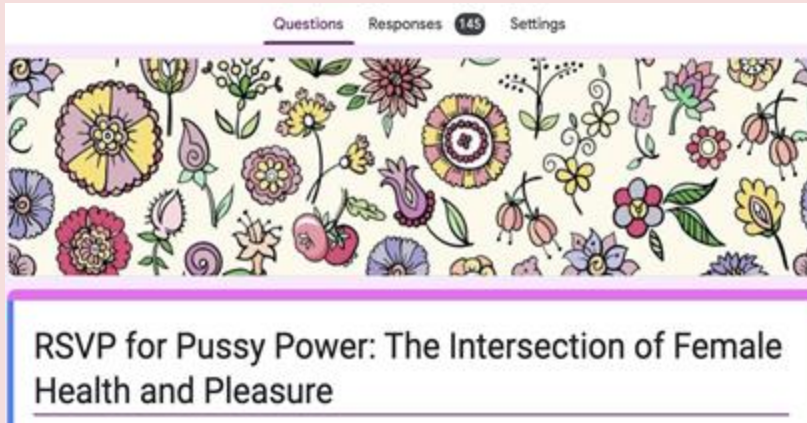 Questions Responses 145 Settings
RSVP for Pussy Power: The Intersection of Female
Health and Pleasure